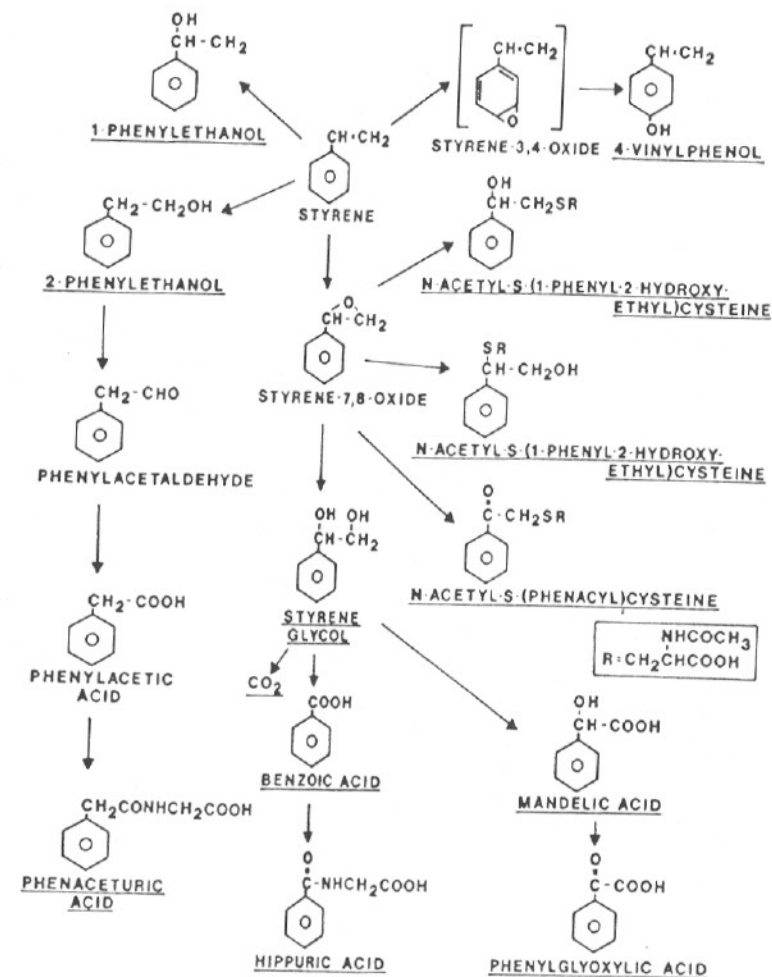 OH
CH-CH2
1·PHENYLETHANOL
CH·CH2
STYRENE
CH·CH2
O
STYRENE·3,4·OXIDE
CH·CH2
OH
4·VINYLPHENOL
CH2-CH2OH
2·PHENYLETHANOL
OH
CH·CH2SR
N·ACETYL·S·(1·PHENYL·2·HYDROXY·
ETHYL)CYSTEINE
O
CH-CH2
STYRENE·7,8·OXIDE
SR
CH-CH2OH
N·ACETYL·S·(1·PHENYL·2·HYDROXY·
ETHYL)CYSTEINE
CH2-CHO
PHENYLACETALDEHYDE
O
C·CH2SR
N·ACETYL·S·(PHENACYL)CYSTEINE
NHCOCH3
R=CH2CHCOOH
OH OH
CH-CH2
STYRENE
GLYCOL
CO2
CH2-COOH
PHENYLACETIC
ACID
COOH
BENZOIC ACID
OH
CH-COOH
MANDELIC ACID
CH2CONHCH2COOH
PHENACETURIC
ACID
O
C-NHCH2COOH
HIPPURIC ACID
O
C-COOH
PHENYLGLYOXYLIC ACID